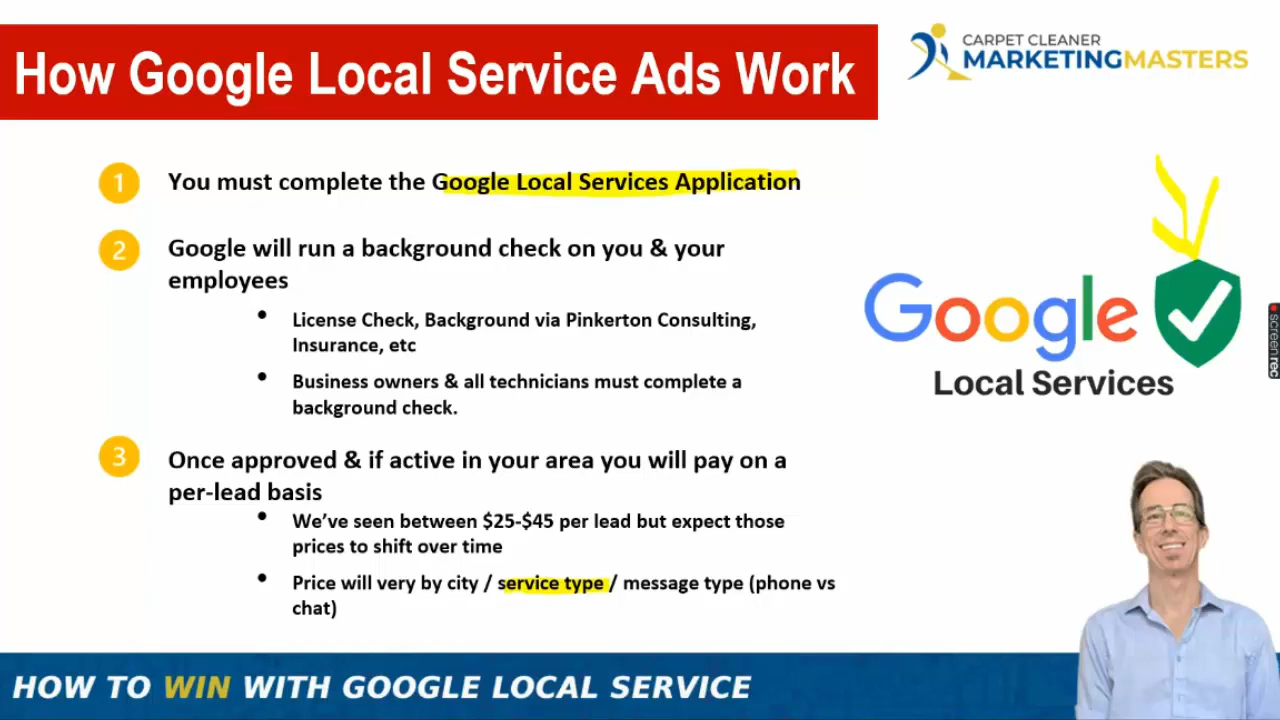 How Google Local Service Ads Work
CARPET CLEANER
MARKETINGMASTERS
1 You must complete the Google Local Services Application
2 Google will run a background check on you & your
employees
• License Check, Background via Pinkerton Consulting,
Insurance, etc
• Business owners & all technicians must complete a
background check.
3 Once approved & if active in your area you will pay on a
per-lead basis
• We’ve seen between $25-$45 per lead but expect those
prices to shift over time
• Price will very by city / service type / message type (phone vs
chat)
Google
Local Services
screenrec
HOW TO WIN WITH GOOGLE LOCAL SERVICE